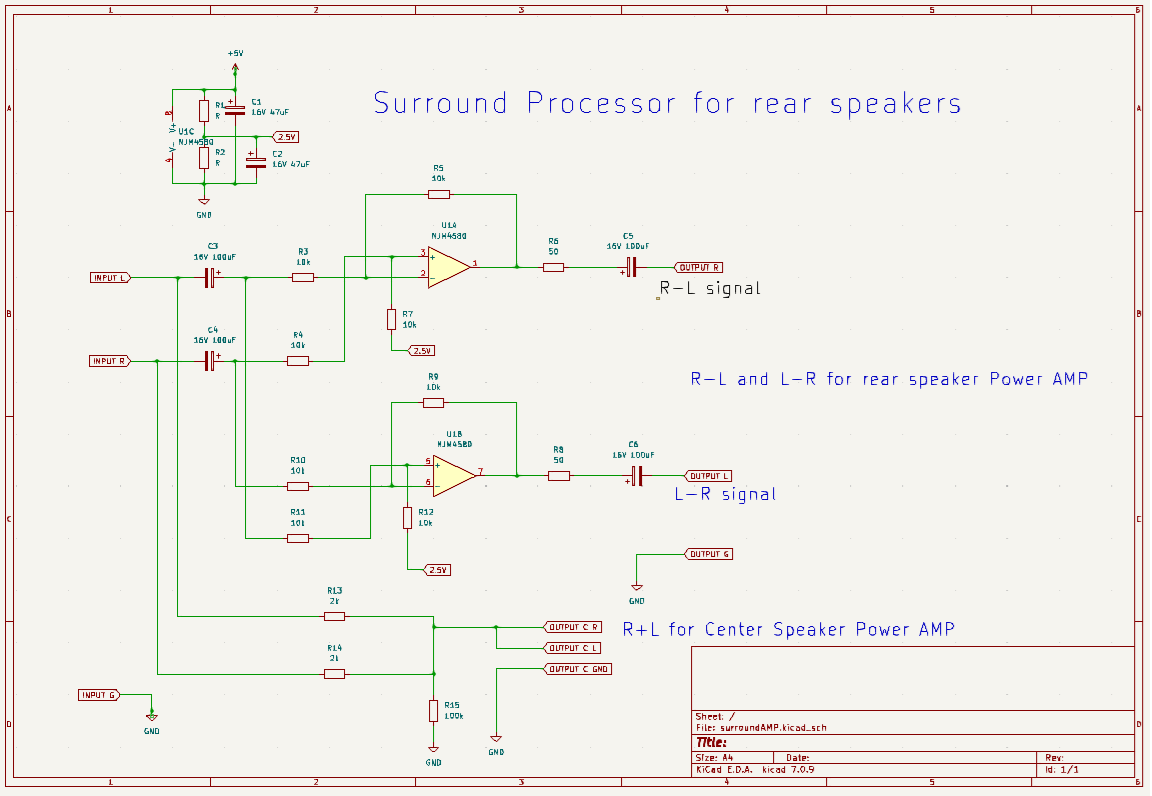 1 2 3 4 5 6
+5V
A A
Surround Processor for rear speakers
8
V+
U1C
NJM4580
V-
4
R1
R
C1
16V 47uF
2.5V
R2
R
C2
16V 47uF
GND
R5
10k
U1A
NJM4580
C3
16V 100uF
R3
10k
3
+
2
-
1
R6
50
C5
16V 100uF
+
INPUT L
OUTPUT R
R-L signal
R7
10k
B B
C4
16V 100uF
R4
10k
2.5V
INPUT R
R9
10k
R-L and L-R for rear speaker Power AMP
U1B
NJM4580
R10
10k
5
+
6
-
7
R8
50
C6
16V 100uF
+
OUTPUT L
L-R signal
R11
10k
R12
10k
C C
2.5V
OUTPUT G
GND
R13
2k
OUTPUT C R
R+L for Center Speaker Power AMP
OUTPUT C L
R14
2k
OUTPUT C GND
INPUT G
GND
R15
100k
GND
GND
D D
Sheet: /
File: surroundAMP.kicad_sch
Title:
Size: A4 Date: Rev:
KiCad E.D.A. kicad 7.0.9 Id: 1/1
1 2 3 4 5 6